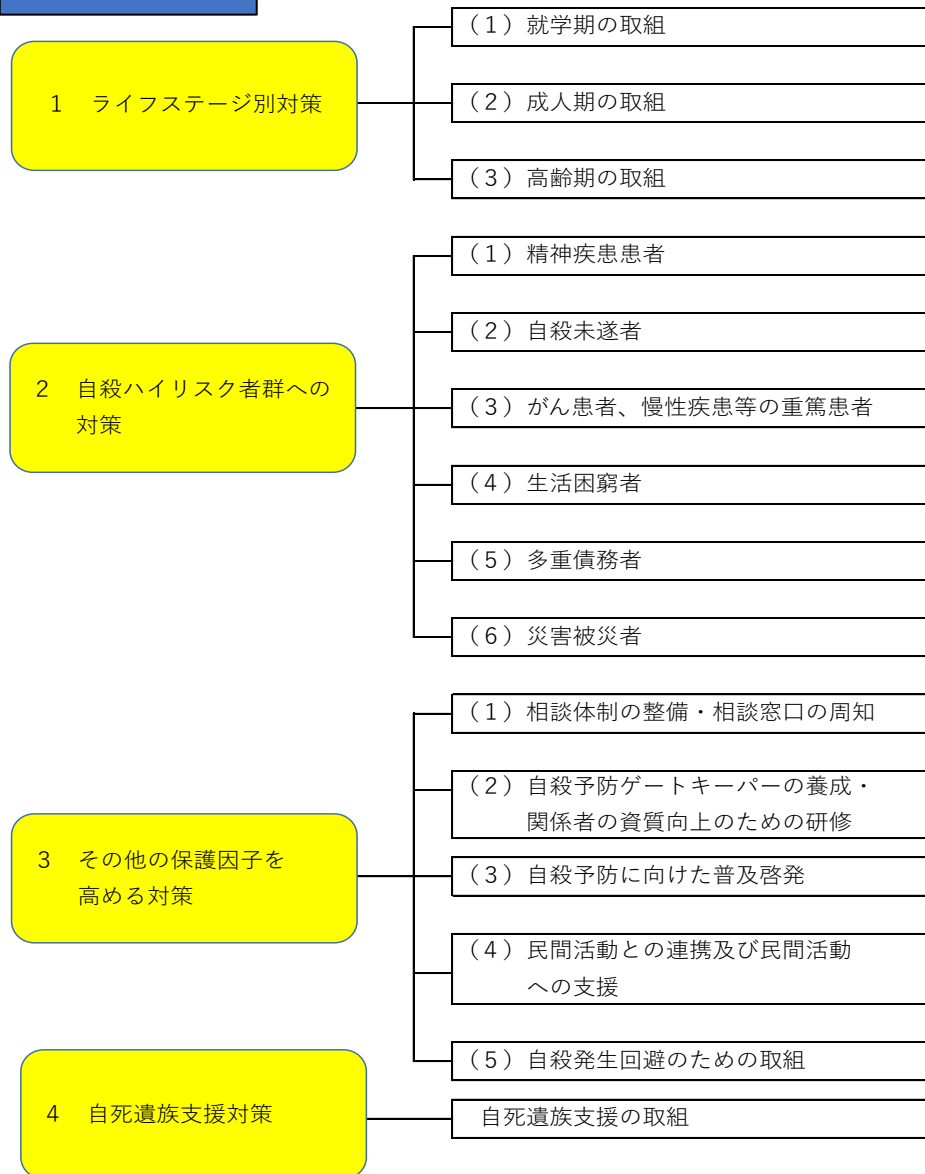 1　ライフステージ別対策
（1）就学期の取組
（2）成人期の取組
（3）高齢期の取組
2　自殺ハイリスク者群への
対策
（1）精神疾患患者
（2）自殺未遂者
（3）がん患者、慢性疾患等の重篤患者
（4）生活困窮者
（5）多重債務者
（6）災害被災者
3　その他の保護因子を
高める対策
（1）相談体制の整備・相談窓口の周知
（2）自殺予防ゲートキーパーの養成・
関係者の資質向上のための研修
（3）自殺予防に向けた普及啓発
（4）民間活動との連携及び民間活動
への支援
（5）自殺発生回避のための取組
4　自死遺族支援対策
自死遺族支援の取組